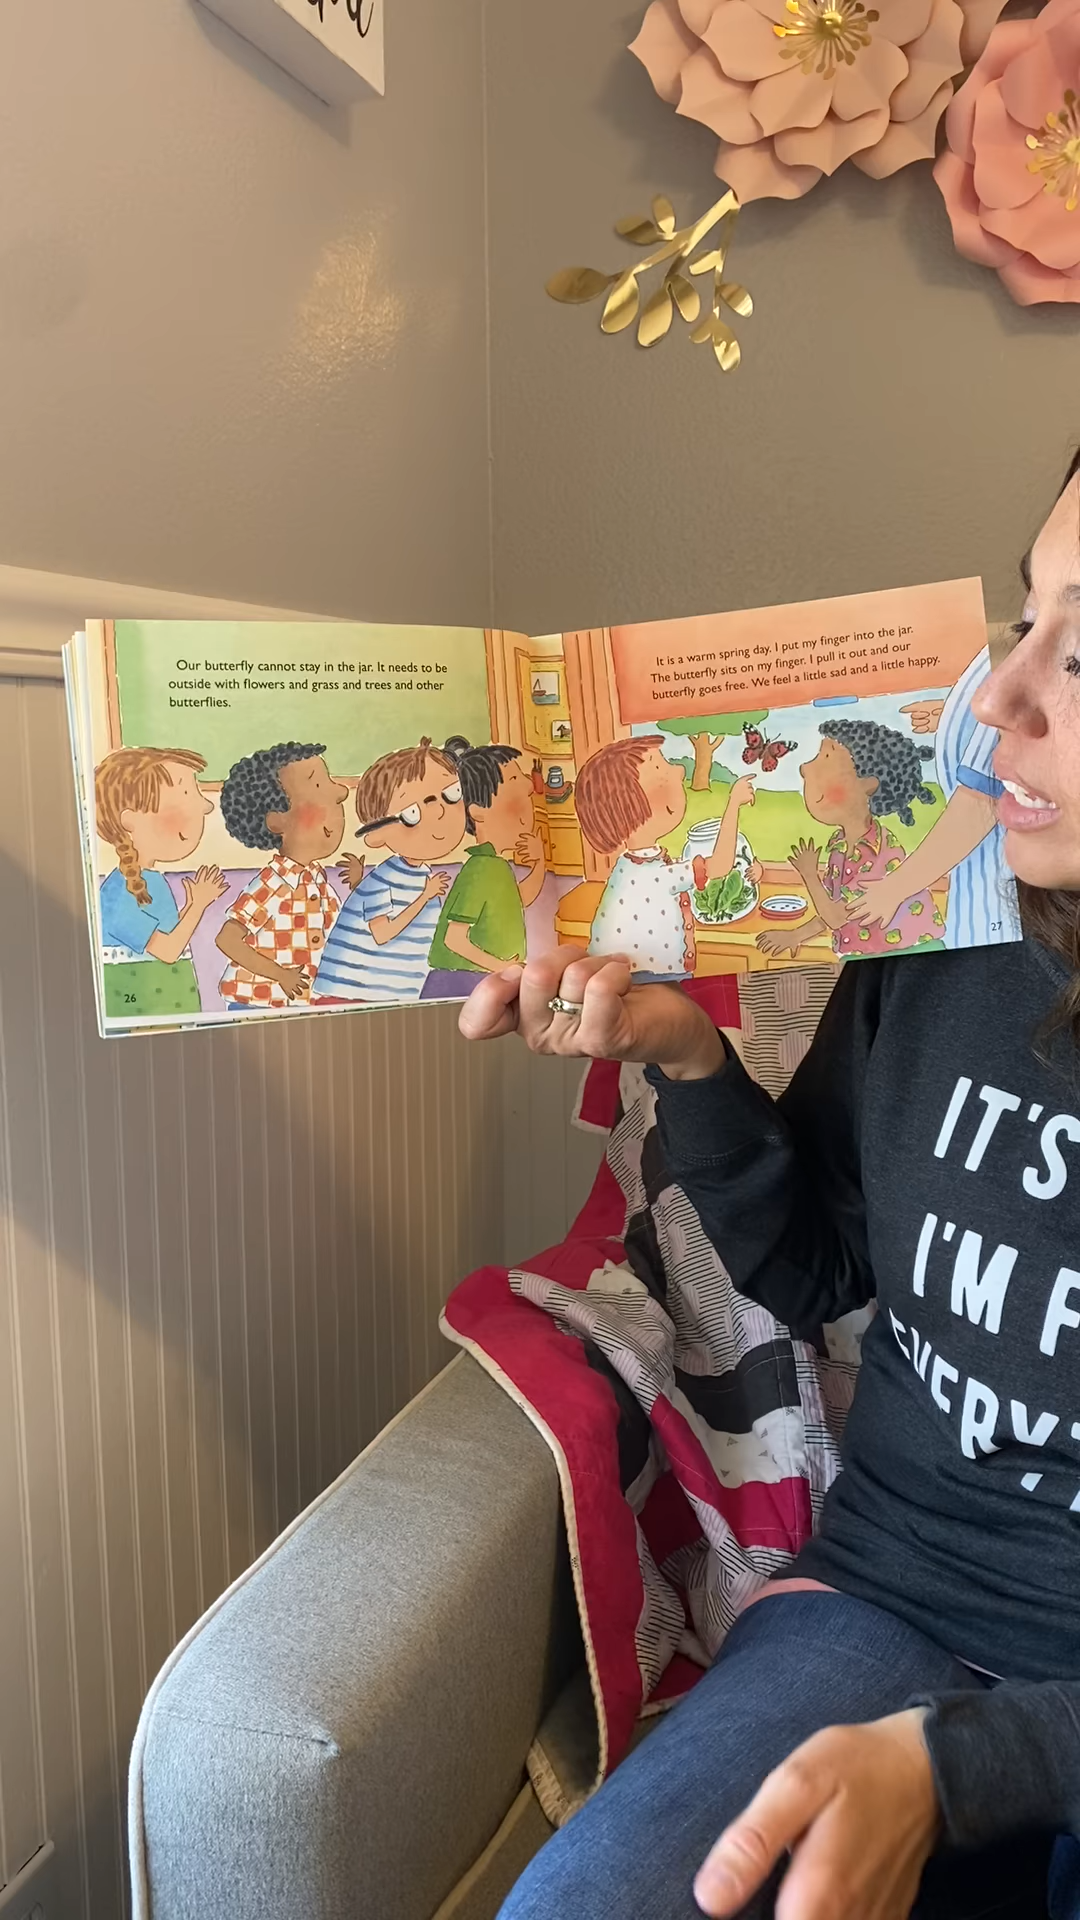 Our butterfly cannot stay in the jar. It needs to be
outside with flowers and grass and trees and other
butterflies.
26
It is a warm spring day. I put my finger into the jar.
The butterfly sits on my finger. I pull it out and our
butterfly goes free. We feel a little sad and a little happy.
27
IT'S
I'M F
EVERYT